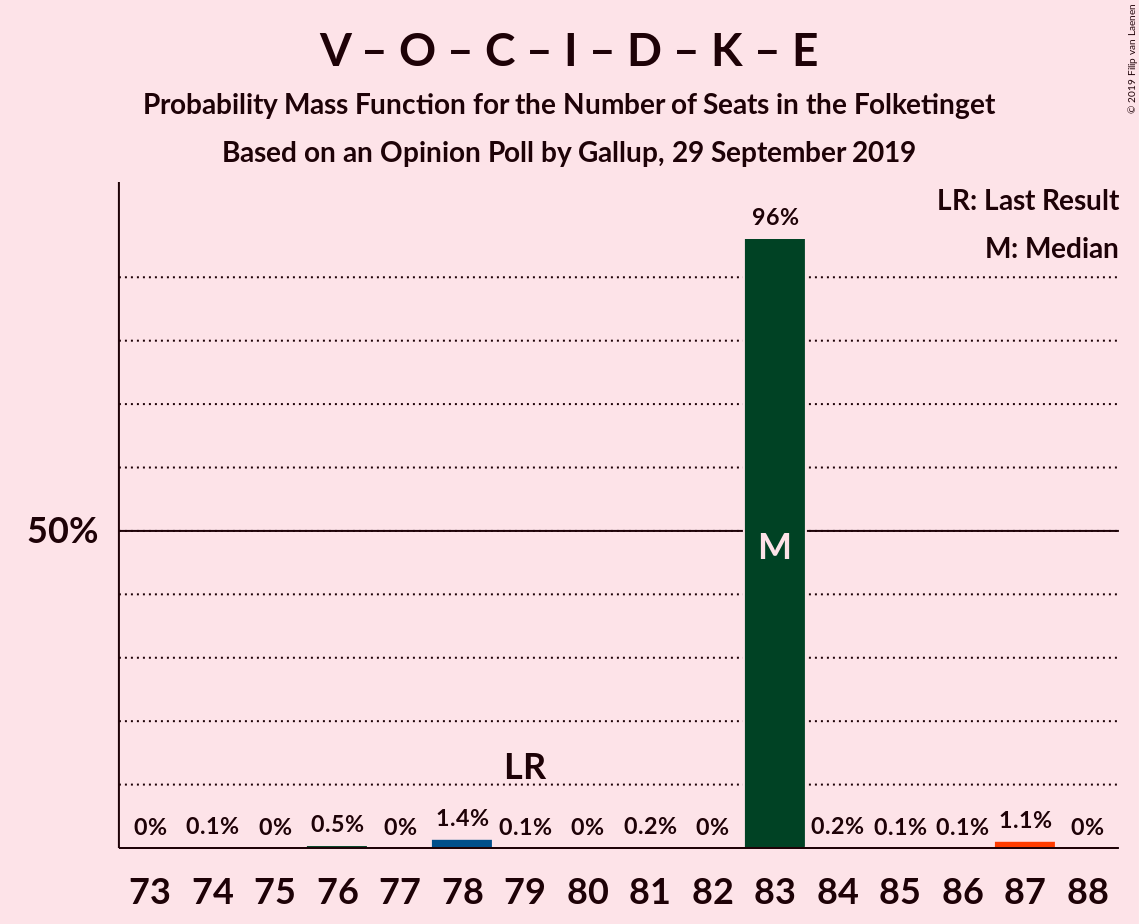 V – O – C – I – D – K – E
Probability Mass Function for the Number of Seats in the Folketinget
Based on an Opinion Poll by Gallup, 29 September 2019
© 2019 Filip van Laenen
LR: Last Result
M: Median
96%
50%
M
LR
0% 0.1% 0% 0.5% 0% 1.4% 0.1% 0% 0.2% 0% 0.2% 0.1% 0.1% 1.1% 0%
73 74 75 76 77 78 79 80 81 82 83 84 85 86 87 88